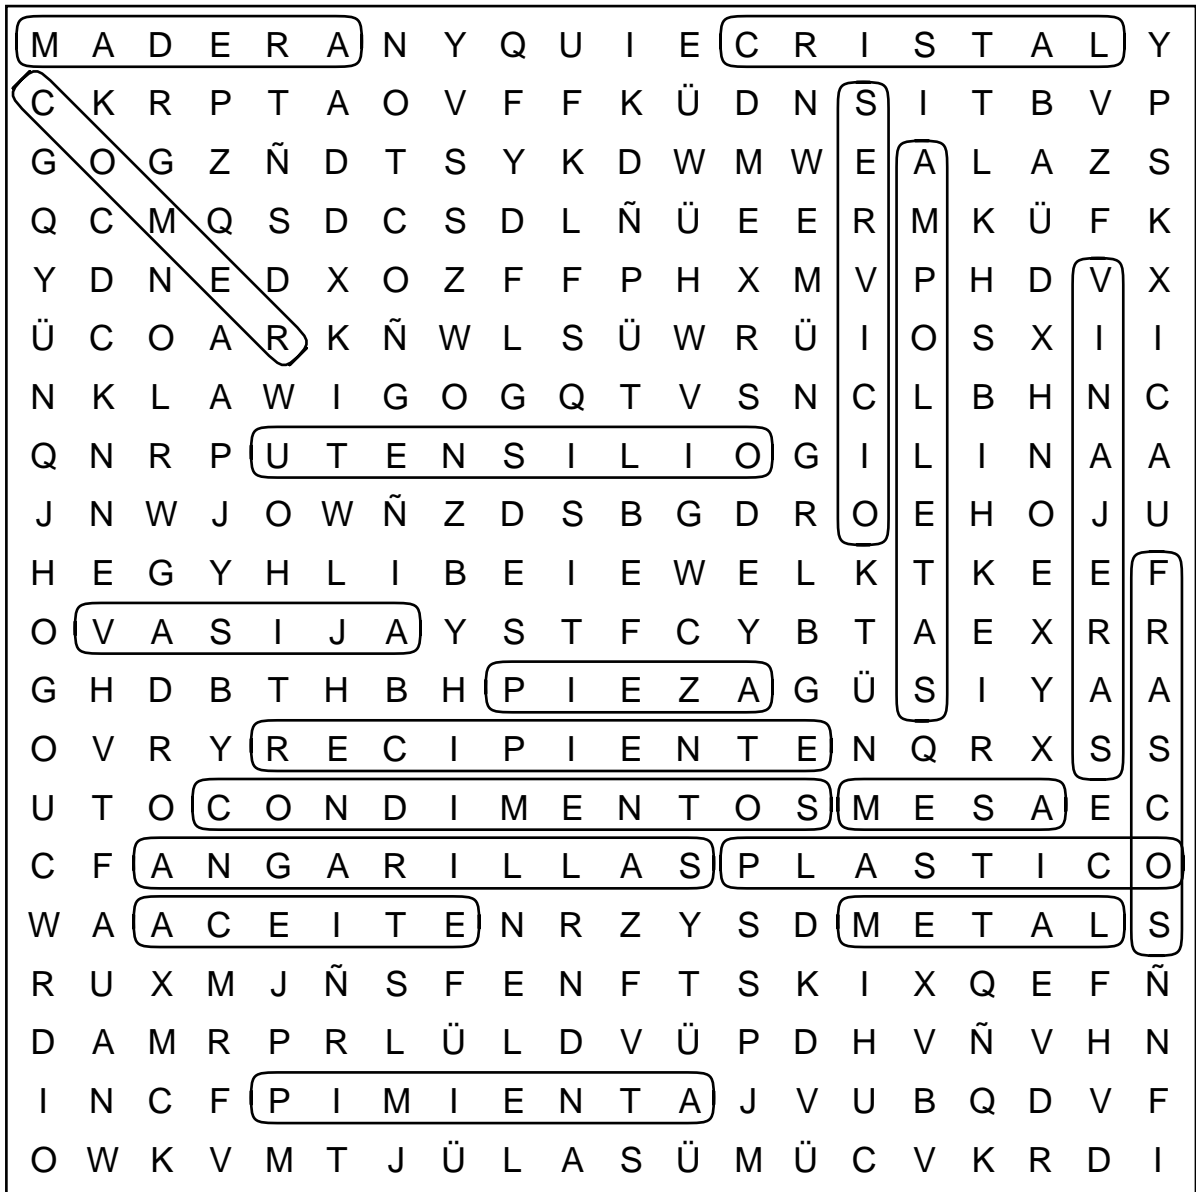 M A D E R A N Y Q U I E C R I S T A L Y
C K R P T A O V F F K Ü D N S I T B V P
G O G Z Ñ D T S Y K D W M W E A L A Z S
Q C M Q S D C S D L Ñ Ü E E R M K Ü F K
Y D N E D X O Z F F P H X M V P H D V X
Ü C O A R K Ñ W L S Ü W R Ü I O S X I I
N K L A W I G O G Q T V S N C L B H N C
Q N R P U T E N S I L I O G I L I N A A
J N W J O W Ñ Z D S B G D R O E H O J U
H E G Y H L I B E I E W E L K T K E E F
O V A S I J A Y S T F C Y B T A E X R R
G H D B T H B H P I E Z A G Ü S I Y A A
O V R Y R E C I P I E N T E N Q R X S S
U T O C O N D I M E N T O S M E S A E C
C F A N G A R I L L A S P L A S T I C O
W A A C E I T E N R Z Y S D M E T A L S
R U X M J Ñ S F E N F T S K I X Q E F Ñ
D A M R P R L Ü L D V Ü P D H V Ñ V H N
I N C F P I M I E N T A J V U B Q D V F
O W K V M T J Ü L A S Ü M Ü C V K R D I